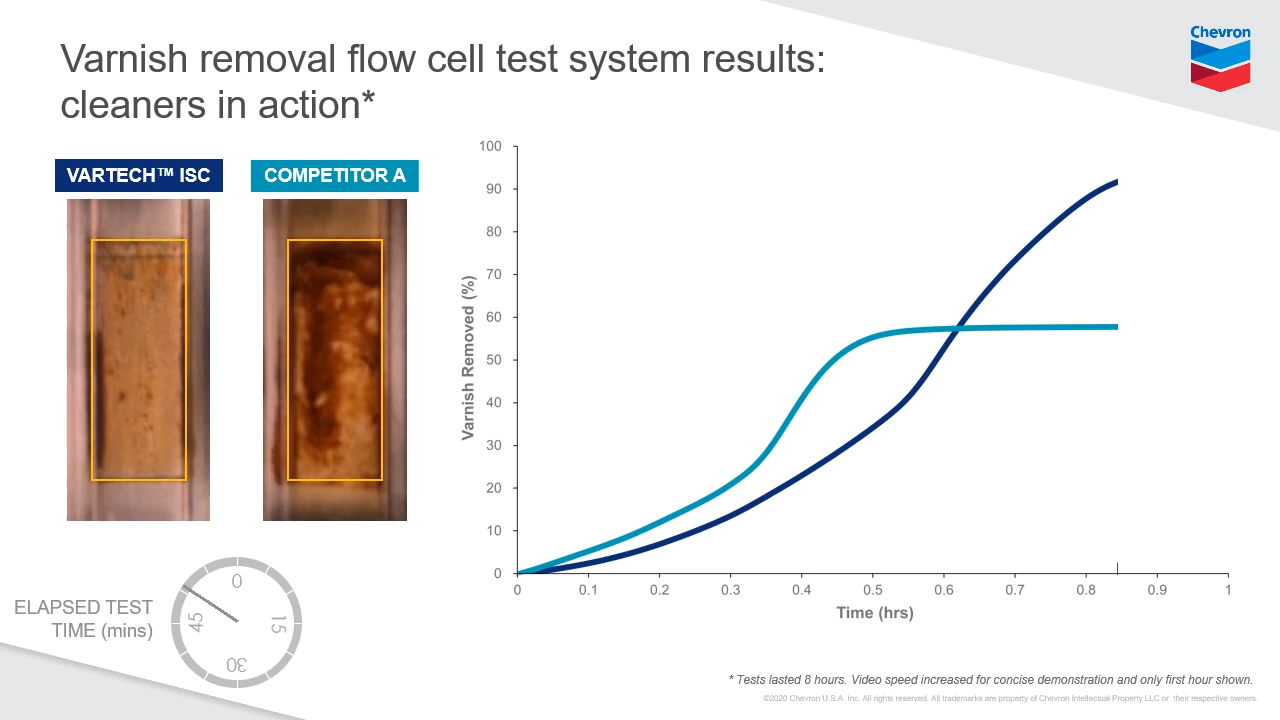 Chevron
Varnish removal flow cell test system results:
cleaners in action*
VARTECH™ ISC
COMPETITOR A
100
90
80
70
60
50
40
30
20
10
0
Varnish Removed (%)
0 0.1 0.2 0.3 0.4 0.5 0.6 0.7 0.8 0.9 1
Time (hrs)
ELAPSED TEST
TIME (mins)
0
15
30
45
* Tests lasted 8 hours. Video speed increased for concise demonstration and only first hour shown.
©2020 Chevron U.S.A. Inc. All rights reserved. All trademarks are property of Chevron Intellectual Property LLC or their respective owners.